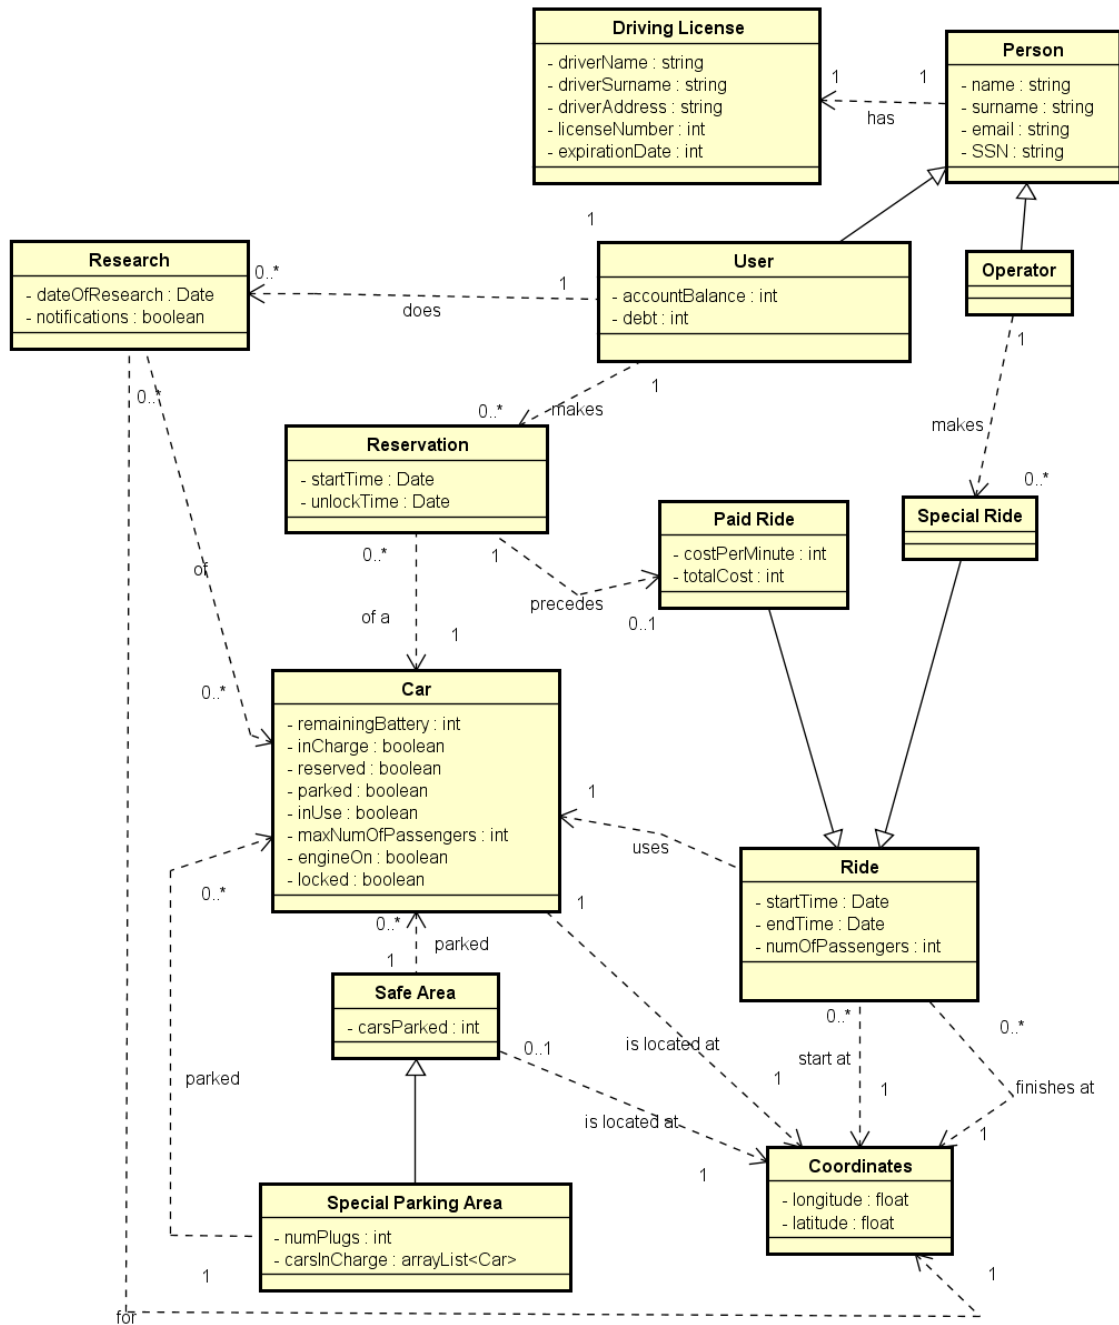 Driving License
- driverName : string
- driverSurname : string
- driverAddress : string
- licenseNumber : int
- expirationDate : int
Person
- name : string
- surname : string
- email : string
- SSN : string
1
1
has
1
Research
- dateOfResearch : Date
- notifications : boolean
0..*
1
does
User
- accountBalance : int
- debt : int
Operator
1
0..*
0..*
makes
1
makes
0..*
Reservation
- startTime : Date
- unlockTime : Date
Paid Ride
- costPerMinute : int
- totalCost : int
Special Ride
0..*
1
of
precedes
of a
0..1
1
0..*
Car
- remainingBattery : int
- inCharge : boolean
- reserved : boolean
- parked : boolean
- inUse : boolean
- maxNumOfPassengers : int
- engineOn : boolean
- locked : boolean
1
uses
Ride
- startTime : Date
- endTime : Date
- numOfPassengers : int
0..*
0..*
parked
1
1
Safe Area
- carsParked : int
0..*
0..*
0..1
is located at
start at
parked
1
1
finishes at
is located at
1
1
Coordinates
- longitude : float
- latitude : float
Special Parking Area
- numPlugs : int
- carsInCharge : arrayList<Car>
1
1
for